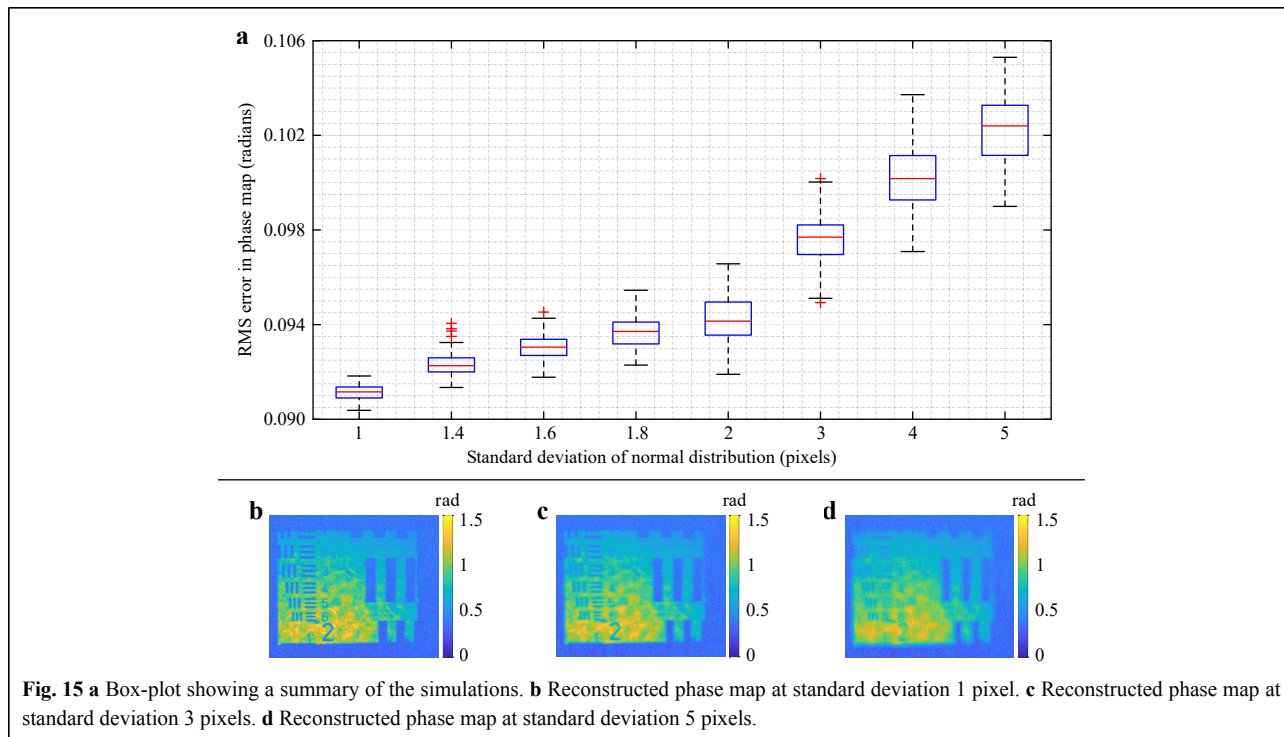 a
0.106
0.102
0.098
0.094
0.090
RMS error in phase map (radians)
1 1.4 1.6 1.8 2 3 4 5
Standard deviation of normal distribution (pixels)
b
rad
1.5
1
0.5
0
2
c
rad
1.5
1
0.5
0
2
d
rad
1.5
1
0.5
0
2
Fig. 15 a Box-plot showing a summary of the simulations. b Reconstructed phase map at standard deviation 1 pixel. c Reconstructed phase map at
standard deviation 3 pixels. d Reconstructed phase map at standard deviation 5 pixels.